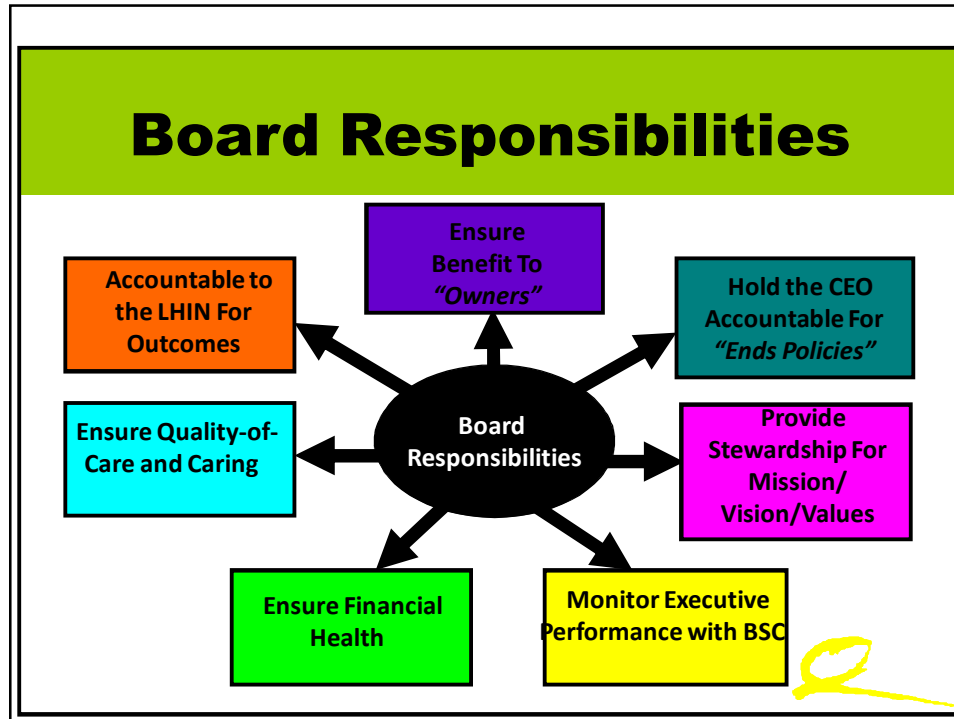 Board Responsibilities
Ensure
Benefit To
“Owners”
Accountable to
the LHIN For
Outcomes
Hold the CEO
Accountable For
“Ends Policies”
Ensure Quality-of-
Care and Caring
Board
Responsibilities
Provide
Stewardship For
Mission/
Vision/Values
Ensure Financial
Health
Monitor Executive
Performance with BSC